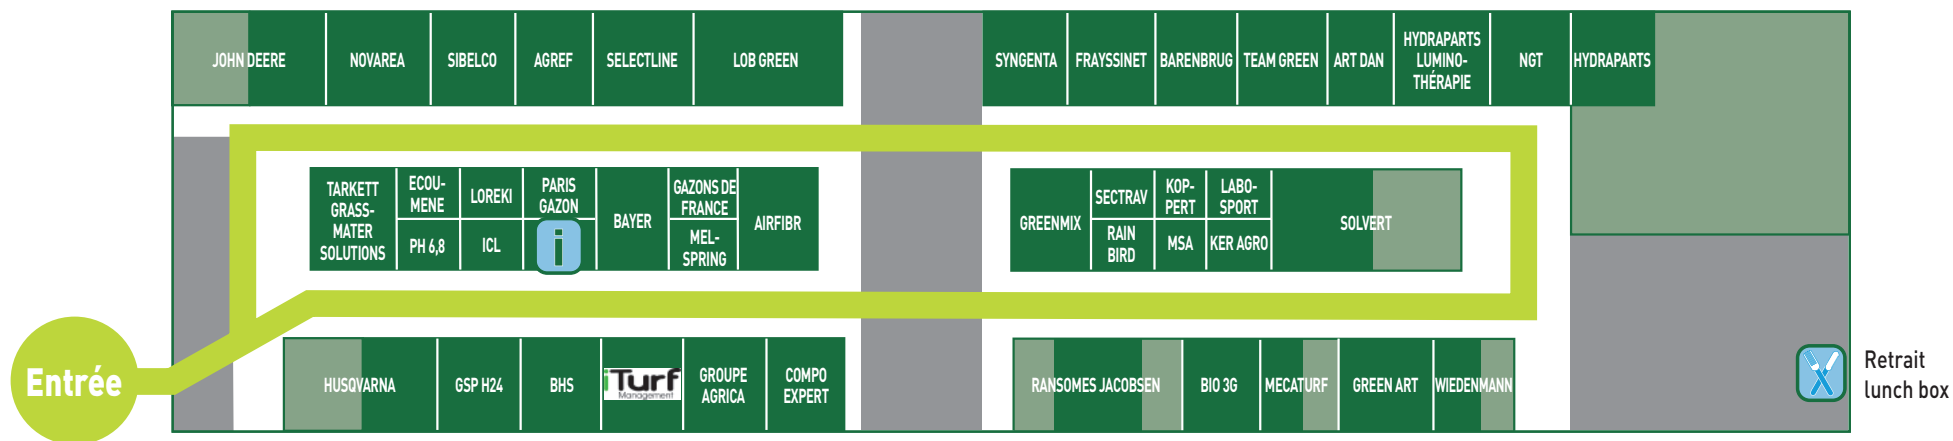 JOHN DEERE
NOVAREA
SIBELCO
AGREF
SELECTLINE
LOB GREEN
SYNGENTA
FRAYSSINET
BARENBRUG
TEAM GREEN
ART DAN
HYDRAPARTS
LUMINO-
THÉRAPIE
NGT
HYDRAPARTS
TARKETT
GRASS-
MATER
SOLUTIONS
ECOU-
MENE
LOREKI
PARIS
GAZON
BAYER
GAZONS DE
FRANCE
AIRFIBR
PH 6,8
ICL
i
MEL-
SPRING
GREENMIX
SECTRAV
KOP-
PERT
LABO-
SPORT
SOLVERT
RAIN
BIRD
MSA
KER AGRO
Entrée
HUSQVARNA
GSP H24
BHS
iTurf
Management
GROUPE
AGRICA
COMPO
EXPERT
RANSOMES JACOBSEN
BIO 3G
MECATURF
GREEN ART
WIEDENMANN
Retrait
lunch box